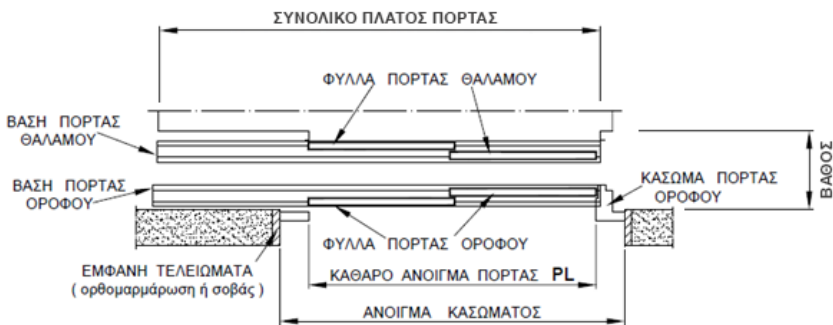 ΣΥΝΟΛΙΚΟ ΠΛΑΤΟΣ ΠΟΡΤΑΣ
ΦΥΛΛΑ ΠΟΡΤΑΣ ΘΑΛΑΜΟΥ
ΒΑΣΗ ΠΟΡΤΑΣ
ΘΑΛΑΜΟΥ
ΒΑΘΟΣ
ΚΑΣΩΜΑ ΠΟΡΤΑΣ
ΟΡΟΦΟΥ
ΒΑΣΗ ΠΟΡΤΑΣ
ΟΡΟΦΟΥ
ΦΥΛΛΑ ΠΟΡΤΑΣ ΟΡΟΦΟΥ
ΕΜΦΑΝΗ ΤΕΛΕΙΩΜΑΤΑ
( ορθομαρμάρωση ή σοβάς )
ΚΑΘΑΡΟ ΑΝΟΙΓΜΑ ΠΟΡΤΑΣ PL
ΑΝΟΙΓΜΑ ΚΑΣΩΜΑΤΟΣ